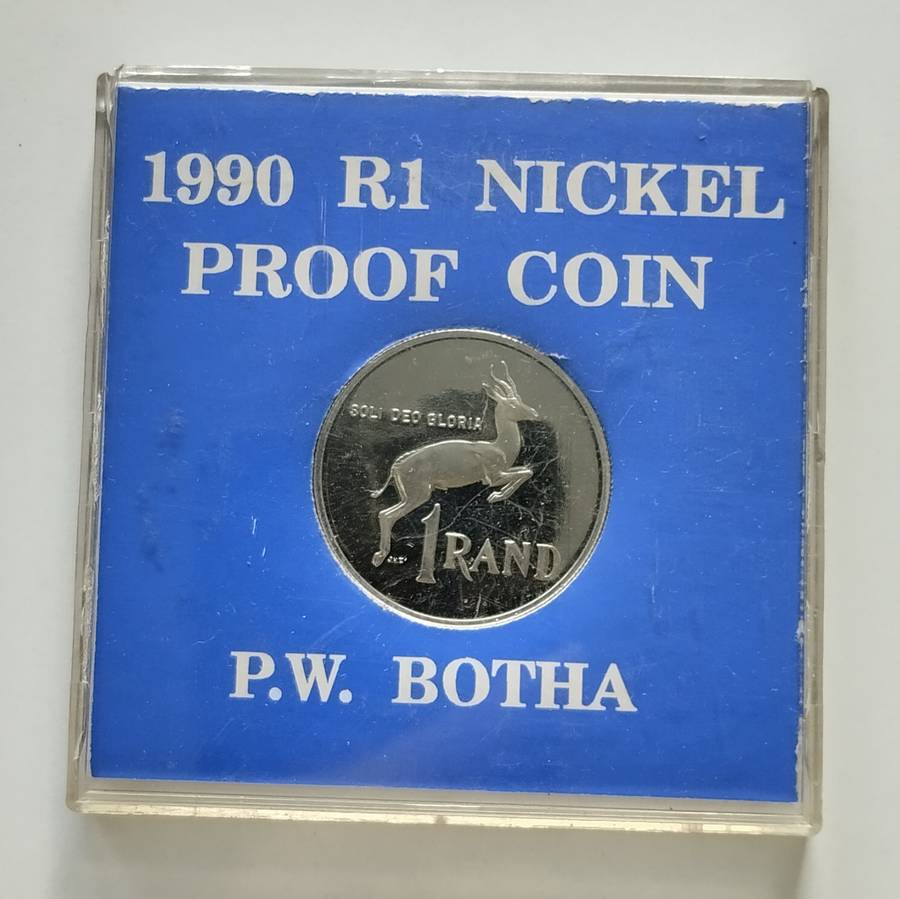 1990 R1 NICKEL
PROOF COIN
SOLI DEO GLORIA
1 RAND
P.W. BOTHA